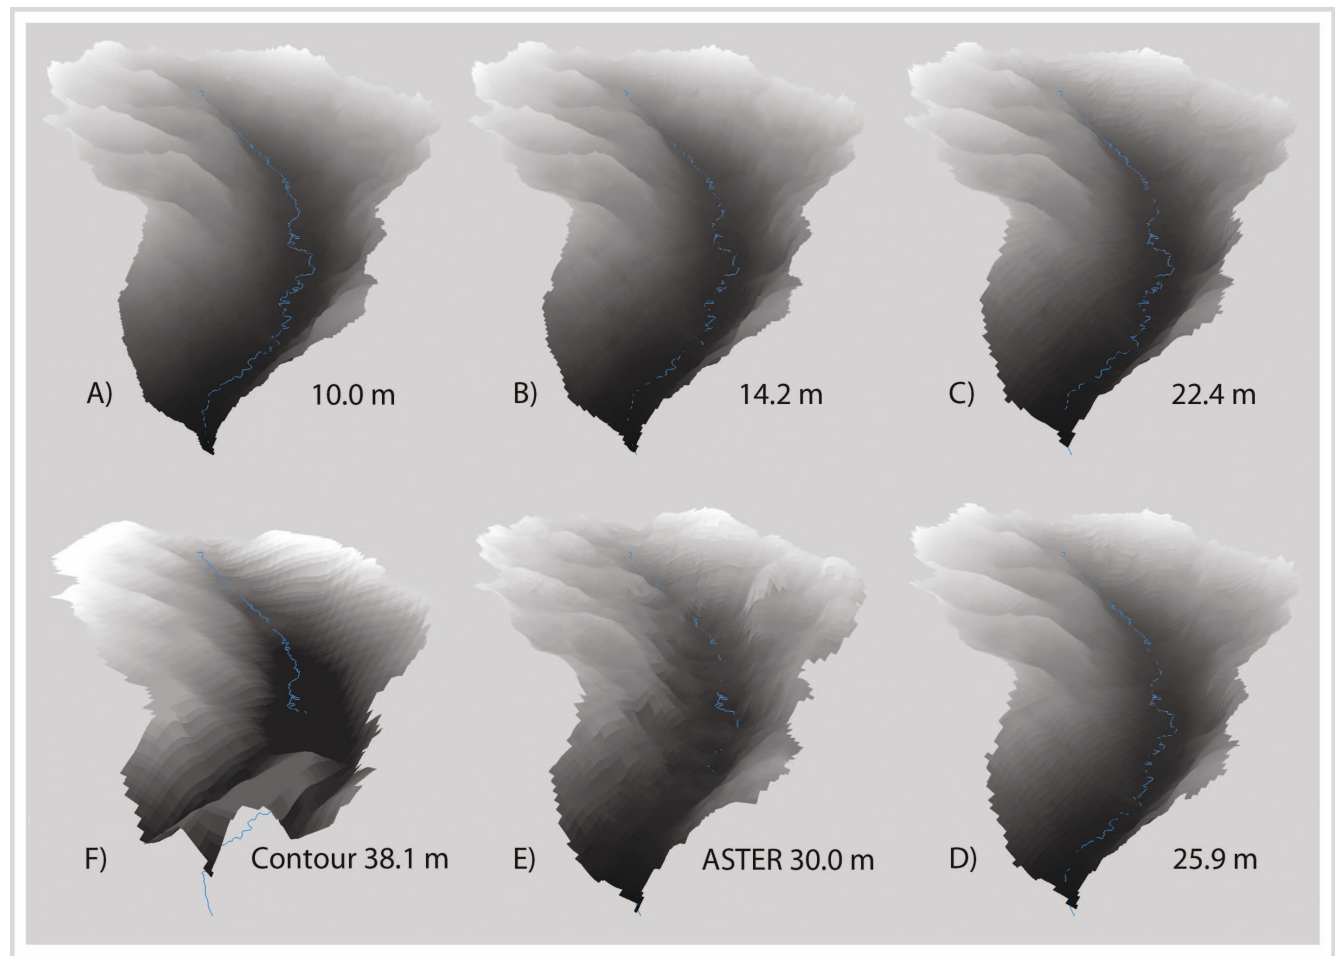 A) 10.0 m
B) 14.2 m
C) 22.4 m
F) Contour 38.1 m
E) ASTER 30.0 m
D) 25.9 m